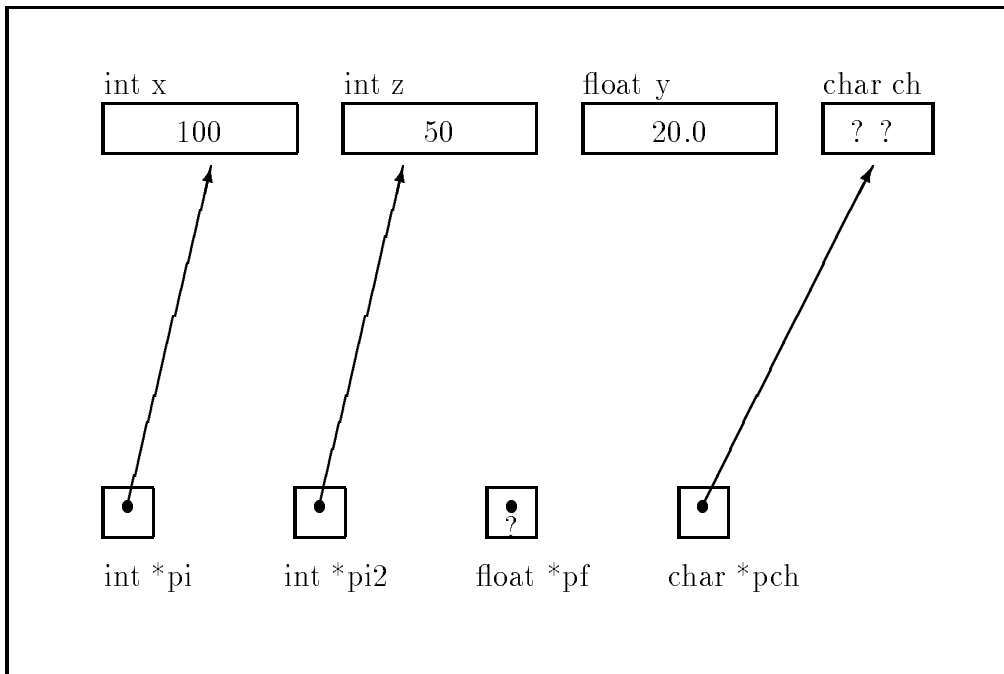 int x int z float y char ch
100 50 20.0 ? ?
?
int *pi int *pi2 float *pf char *pch